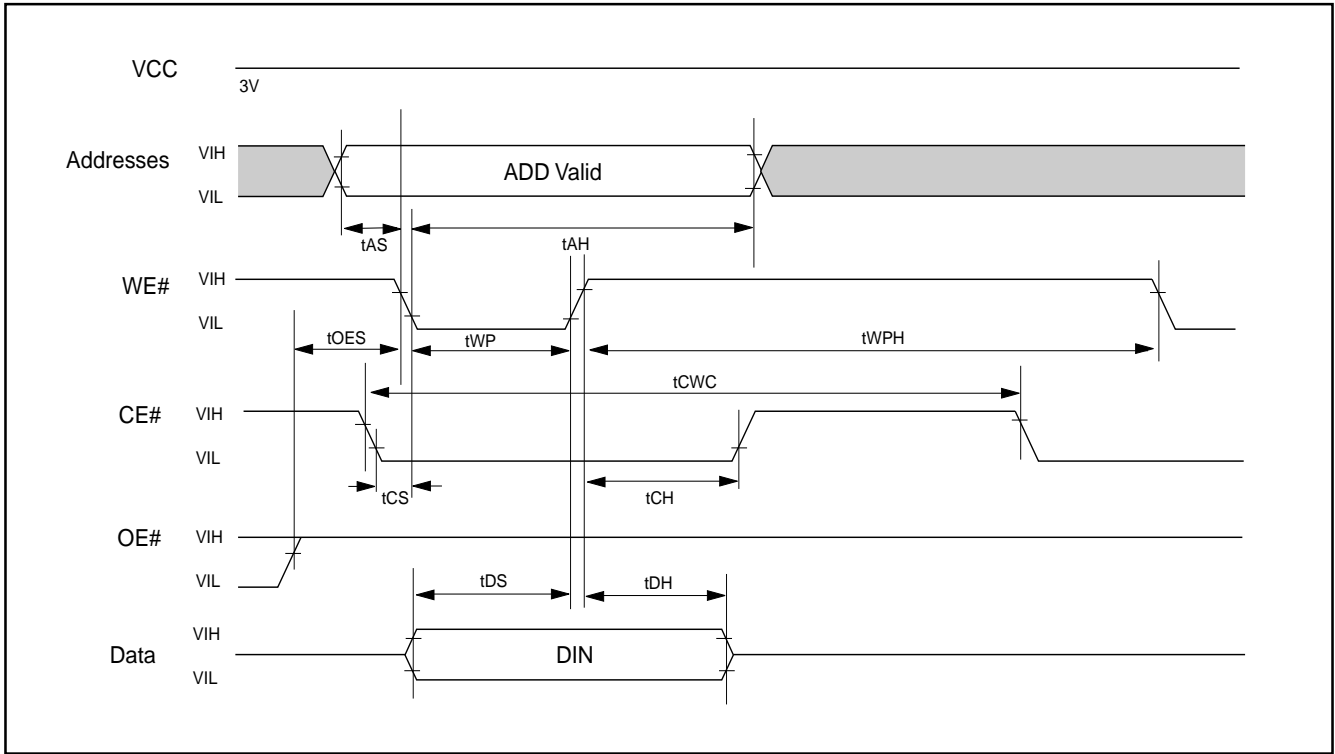 VCC
3V
Addresses
VIH
VIL
ADD Valid
tAS
tAH
WE#
VIH
VIL
tOES
tWP
tWPH
tCWC
CE#
VIH
VIL
tCS
tCH
OE#
VIH
VIL
tDS
tDH
Data
VIH
VIL
DIN